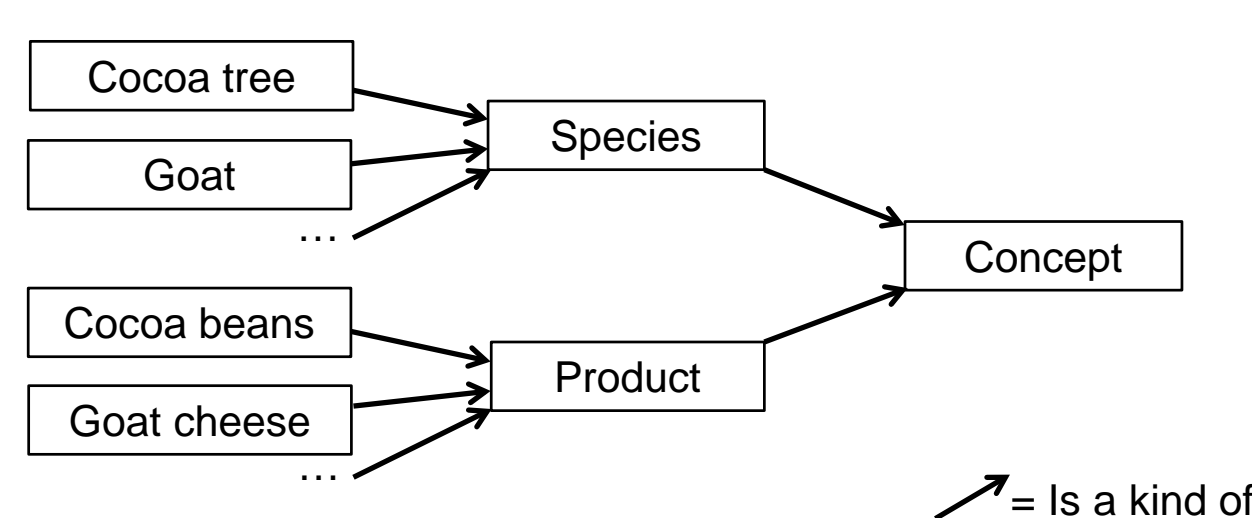 Cocoa tree
Goat
…
Species
Cocoa beans
Goat cheese
…
Product
Concept
= Is a kind of